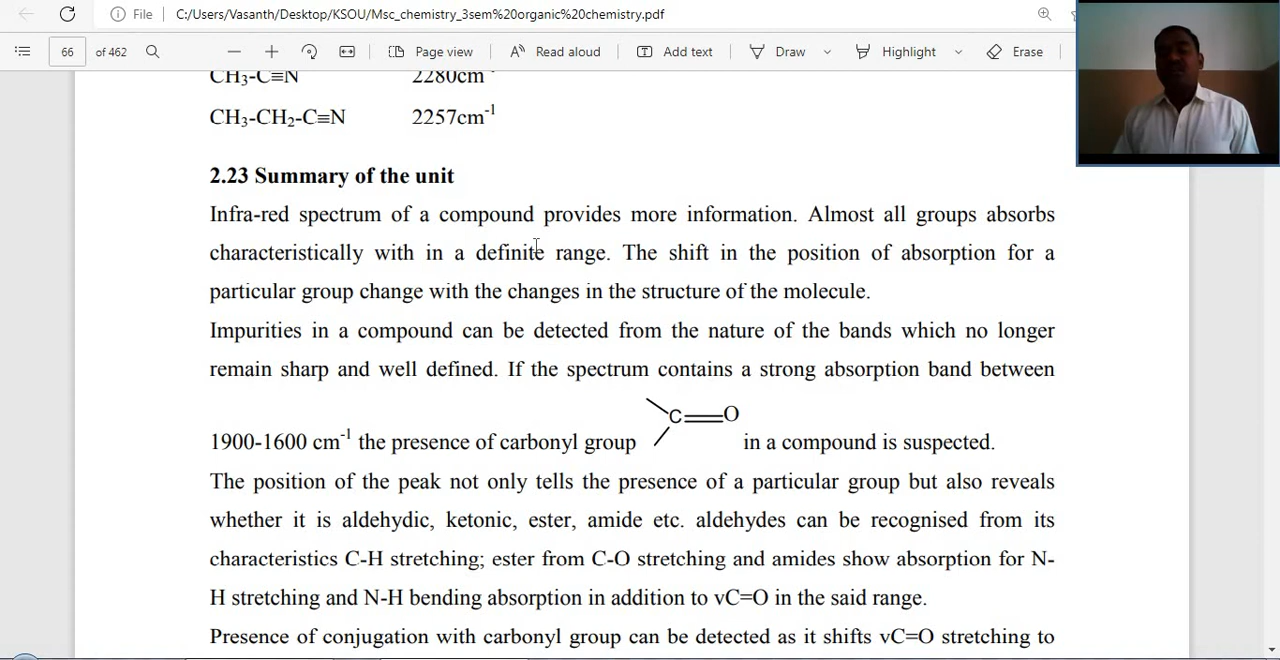 File C:/Users/Vasanth/Desktop/KSOU/Msc_chemistry_3sem%20organic%20chemistry.pdf
66 of 462 Page view Read aloud Add text Draw Highlight Erase
CH3-C≡N 2280cm-
CH3-CH2-C≡N 2257cm-1
2.23 Summary of the unit
Infra-red spectrum of a compound provides more information. Almost all groups absorbs
characteristically with in a definite range. The shift in the position of absorption for a
particular group change with the changes in the structure of the molecule.
Impurities in a compound can be detected from the nature of the bands which no longer
remain sharp and well defined. If the spectrum contains a strong absorption band between
1900-1600 cm-1 the presence of carbonyl group C=O in a compound is suspected.
The position of the peak not only tells the presence of a particular group but also reveals
whether it is aldehydic, ketonic, ester, amide etc. aldehydes can be recognised from its
characteristics C-H stretching; ester from C-O stretching and amides show absorption for N-
H stretching and N-H bending absorption in addition to vC=O in the said range.
Presence of conjugation with carbonyl group can be detected as it shifts vC=O stretching to